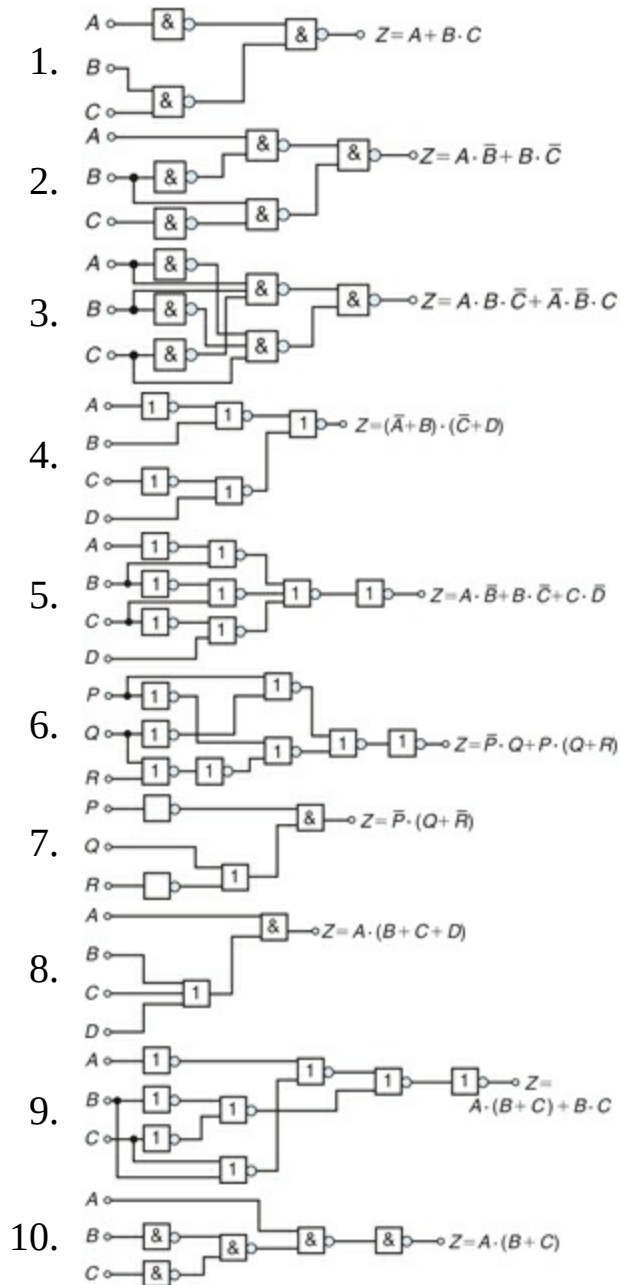 A & & Z = A + B · C
1.
B
C &
A & & Z = A · B̅ + B · C̅
2.
B &
C & &
A & & & Z = A · B · C̅ + A̅ · B̅ · C
3.
B &
C & &
A 1 1 1 Z = (A̅ + B) · (C̅ + D)
B
4.
C 1 1
D
A 1 1
5.
B 1 1 1 1 Z = A · B̅ + B · C̅ + C · D̅
C 1 1
D
P 1 1
6.
Q 1 1 1 1 Z = P̅ · Q + P · (Q + R)
R 1 1
P & Z = P̅ · (Q + R̅)
7.
Q
R 1
A & Z = A · (B + C + D)
B
8.
C 1
D
A 1 1 1 1 Z =
A · (B + C) + B · C
9.
B 1 1
C 1
1
A
10.
B & & & & Z = A · (B + C)
C &